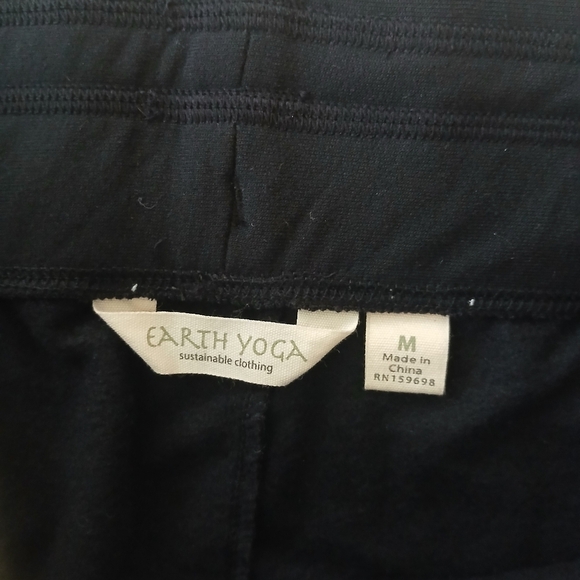 EARTH YOGA
sustainable clothing
M
Made in
China
RN159698